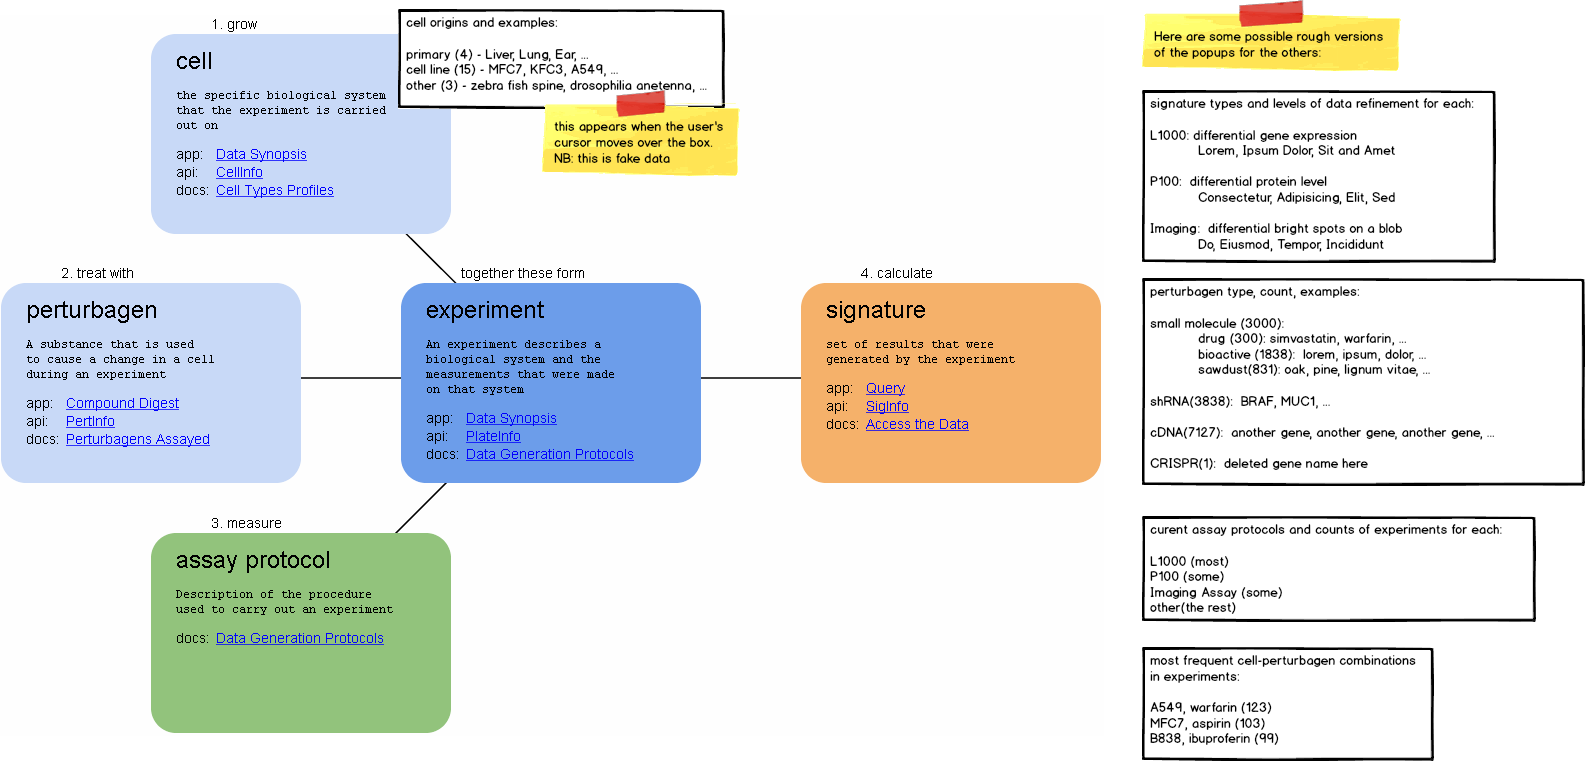 1. grow
cell
the specific biological system
that the experiment is carried
out on
app: Data Synopsis
api: CellInfo
docs: Cell Types Profiles
cell origins and examples:
primary (4) - Liver, Lung, Ear, ...
cell line (15) - MFC7, KFC3, A549, ...
other (3) - zebra fish spine, drosophilia anetenna, ...
this appears when the user's
cursor moves over the box.
NB: this is fake data
2. treat with
perturbagen
A substance that is used
to cause a change in a cell
during an experiment
app: Compound Digest
api: PertInfo
docs: Perturbagens Assayed
together these form
experiment
An experiment describes a
biological system and the
measurements that were made
on that system
app: Data Synopsis
api: PlateInfo
docs: Data Generation Protocols
4. calculate
signature
set of results that were
generated by the experiment
app: Query
api: SigInfo
docs: Access the Data
3. measure
assay protocol
Description of the procedure
used to carry out an experiment
docs: Data Generation Protocols
Here are some possible rough versions
of the popups for the others:
signature types and levels of data refinement for each:
L1000: differential gene expression
Lorem, Ipsum Dolor, Sit and Amet
P100: differential protein level
Consectetur, Adipisicing, Elit, Sed
Imaging: differential bright spots on a blob
Do, Eiusmod, Tempor, Incididunt
perturbagen type, count, examples:
small molecule (3000):
drug (300): simvastatin, warfarin, ...
bioactive (1838): lorem, ipsum, dolor, ...
sawdust(831): oak, pine, lignum vitae, ...
shRNA(3838): BRAF, MUC1, ...
cDNA(7127): another gene, another gene, another gene, ...
CRISPR(1): deleted gene name here
curent assay protocols and counts of experiments for each:
L1000 (most)
P100 (some)
Imaging Assay (some)
other(the rest)
most frequent cell-perturbagen combinations
in experiments:
A549, warfarin (123)
MFC7, aspirin (103)
B838, ibuproferin (99)